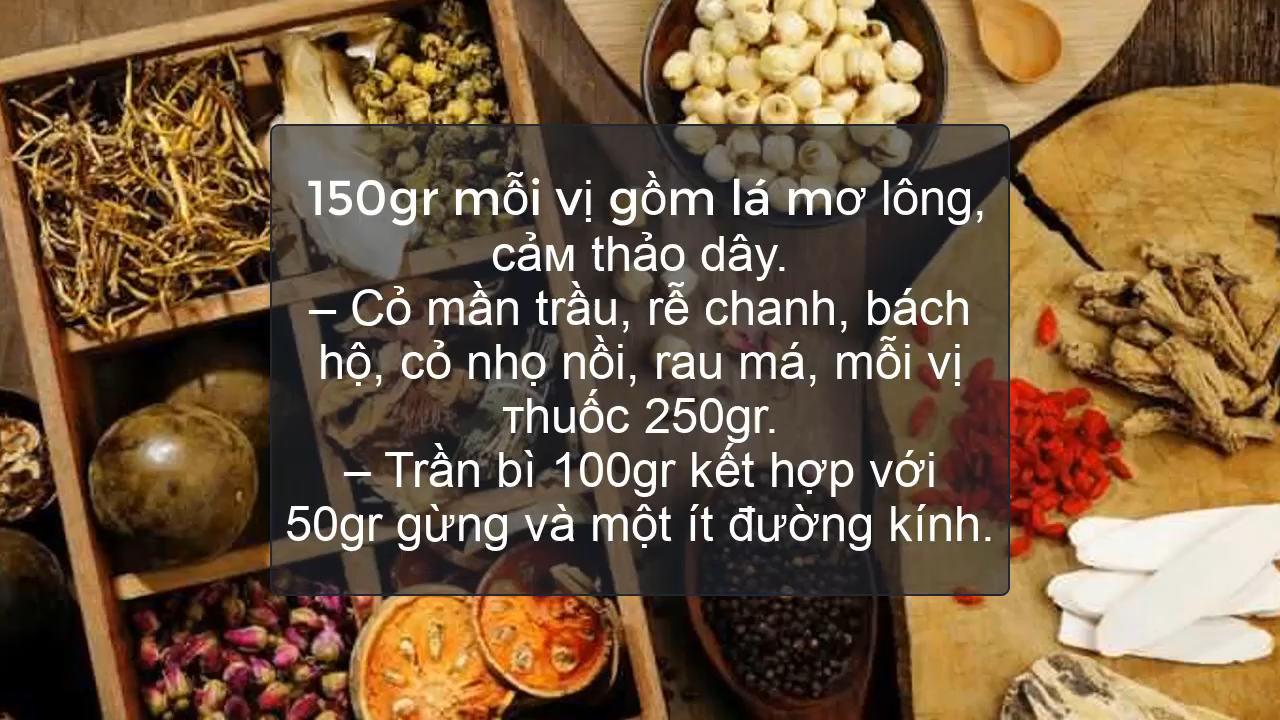 150gr mỗi vị gồm lá mơ lông,
cảм thảo dây.
– Cỏ mần trầu, rễ chanh, bách
hộ, cỏ nhọ nồi, rau má, mỗi vị
тhuốc 250gr.
– Trần bì 100gr kết hợp với
50gr gừng và một ít đường kính.